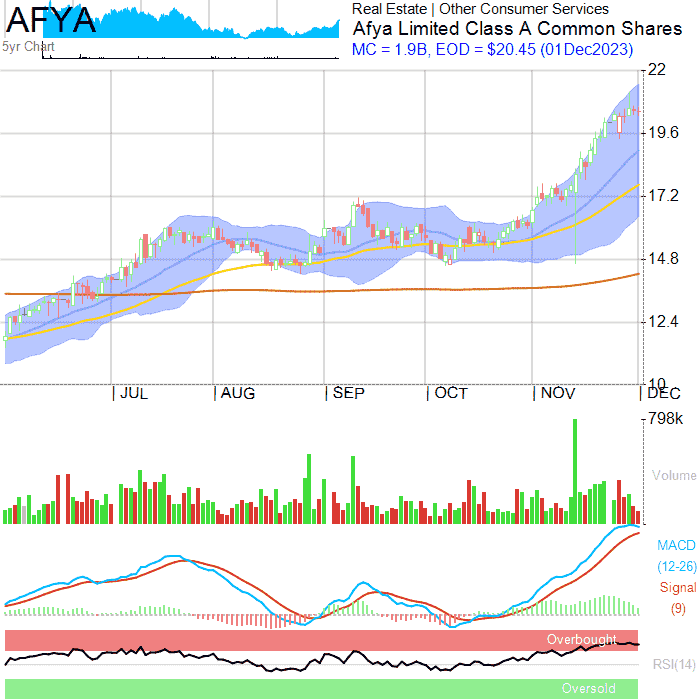 AFYA
5yr Chart
Real Estate | Other Consumer Services
Afya Limited Class A Common Shares
MC = 1.9B, EOD = $20.45 (01Dec2023)
22
19.6
17.2
14.8
12.4
10
JUL
AUG
SEP
OCT
NOV
DEC
798k
Volume
MACD
(12-26)
Signal
(9)
Overbought
RSI(14)
Oversold